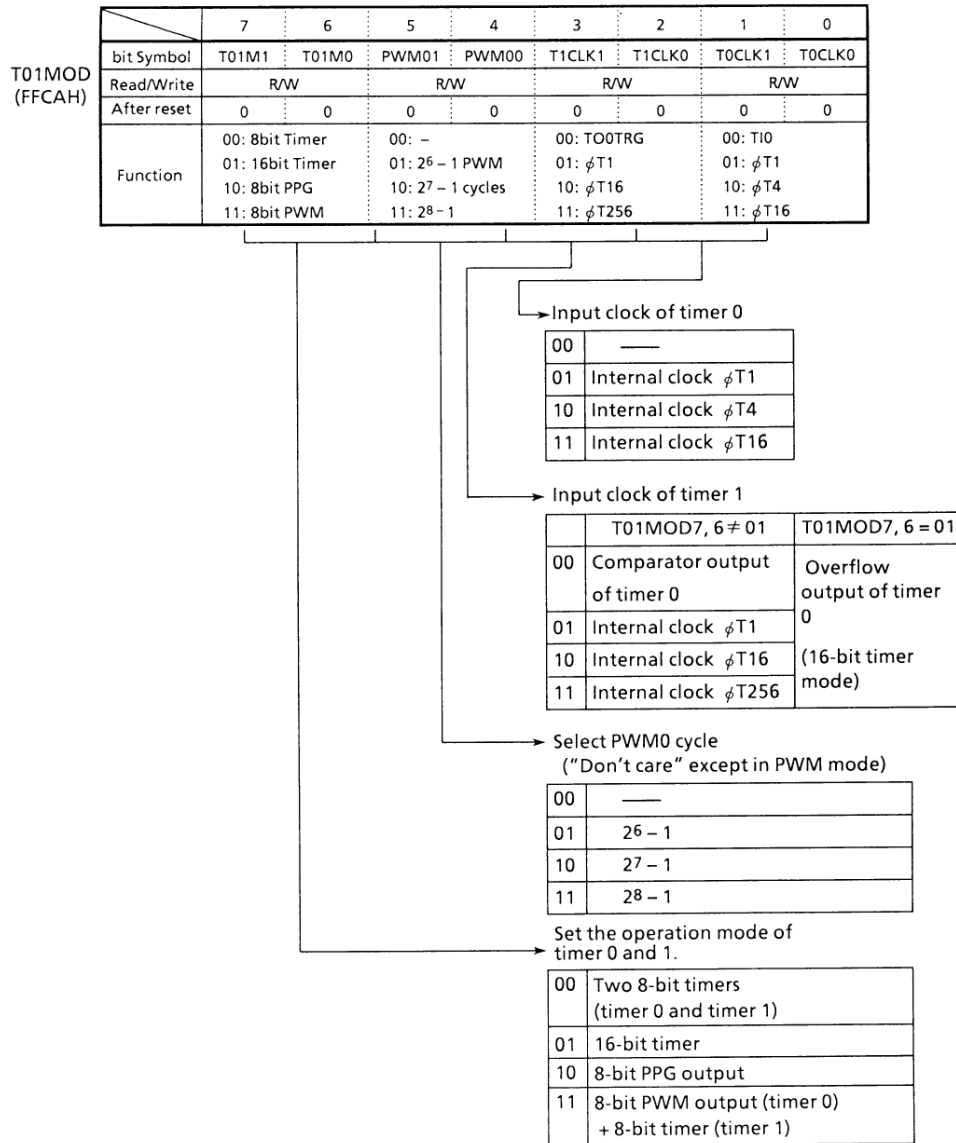 7 6 5 4 3 2 1 0
bit Symbol T01M1 T01M0 PWM01 PWM00 T1CLK1 T1CLK0 T0CLK1 T0CLK0
T01MOD
(FFCAH)
Read/Write R/W R/W R/W R/W
After reset 0 0 0 0 0 0 0 0
Function
00: 8bit Timer 00: – 00: TO0TRG 00: TI0
01: 16bit Timer 01: 2⁶ – 1 PWM 01: ϕT1 01: ϕT1
10: 8bit PPG 10: 2⁷ – 1 cycles 10: ϕT16 10: ϕT4
11: 8bit PWM 11: 2⁸ – 1 11: ϕT256 11: ϕT16
Input clock of timer 0
00 ——
01 Internal clock ϕT1
10 Internal clock ϕT4
11 Internal clock ϕT16
Input clock of timer 1
T01MOD7, 6 ≠ 01 T01MOD7, 6 = 01
00 Comparator output
of timer 0
01 Internal clock ϕT1
10 Internal clock ϕT16
11 Internal clock ϕT256
Overflow
output of timer
0
(16-bit timer
mode)
Select PWM0 cycle
("Don't care" except in PWM mode)
00 ——
01 2⁶ – 1
10 2⁷ – 1
11 2⁸ – 1
Set the operation mode of
timer 0 and 1.
00 Two 8-bit timers
(timer 0 and timer 1)
01 16-bit timer
10 8-bit PPG output
11 8-bit PWM output (timer 0)
+ 8-bit timer (timer 1)